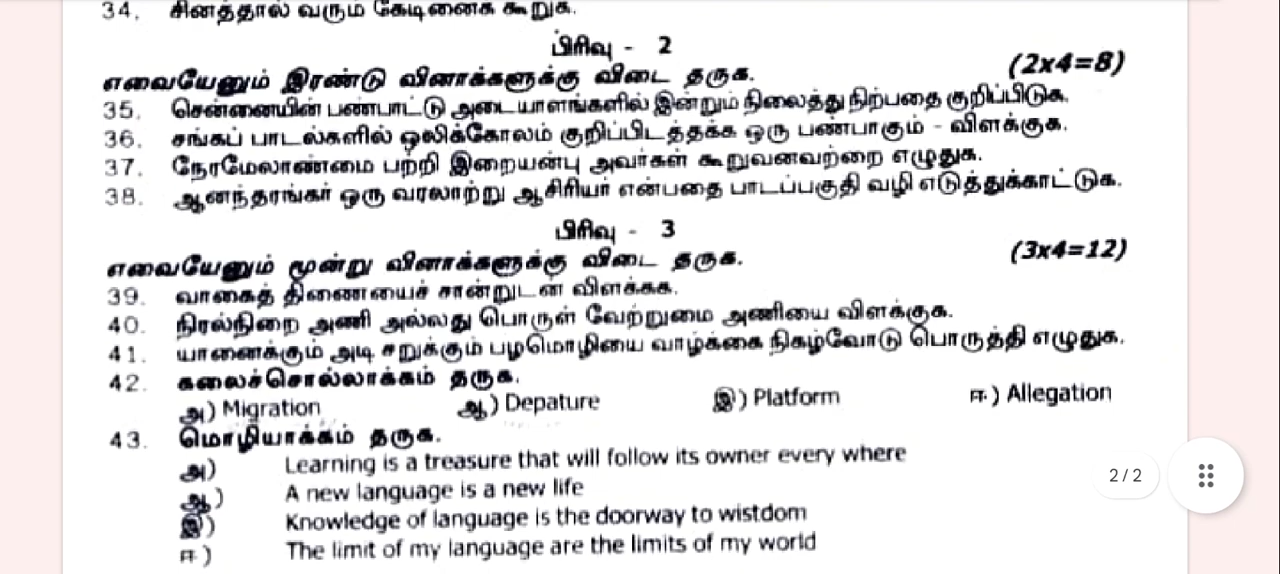 34. சினத்தால் வரும் கேடினைக் கூறுக.
பிரிவு - 2
எவையேனும் இரண்டு வினாக்களுக்கு விடை தருக. (2x4=8)
35. சென்னையின் பண்பாட்டு அடையாளங்களில் இன்றும் நிலைத்து நிற்பதை குறிப்பிடுக.
36. சங்கப் பாடல்களில் ஒலிக்கோலம் குறிப்பிடத்தக்க ஒரு பண்பாகும் - விளக்குக.
37. நேரமேலாண்மை பற்றி இறையன்பு அவர்கள் கூறுவனவற்றை எழுதுக.
38. ஆனந்தரங்கர் ஒரு வரலாற்று ஆசிரியர் என்பதை பாடப்பகுதி வழி எடுத்துக்காட்டுக.
பிரிவு - 3
எவையேனும் மூன்று வினாக்களுக்கு விடை தருக. (3x4=12)
39. வாகைத் திணையைச் சான்றுடன் விளக்கக.
40. நிரல்நிறை அணி அல்லது பொருள் வேற்றுமை அணியை விளக்குக.
41. யானைக்கும் அடி சறுக்கும் பழமொழியை வாழ்க்கை நிகழ்வோடு பொருத்தி எழுதுக.
42. கலைச்சொல்லாக்கம் தருக.
அ) Migration ஆ) Depature இ) Platform ஈ) Allegation
43. மொழியாக்கம் தருக.
அ) Learning is a treasure that will follow its owner every where
ஆ) A new language is a new life
இ) Knowledge of language is the doorway to wistdom
ஈ) The limit of my language are the limits of my world
2/2